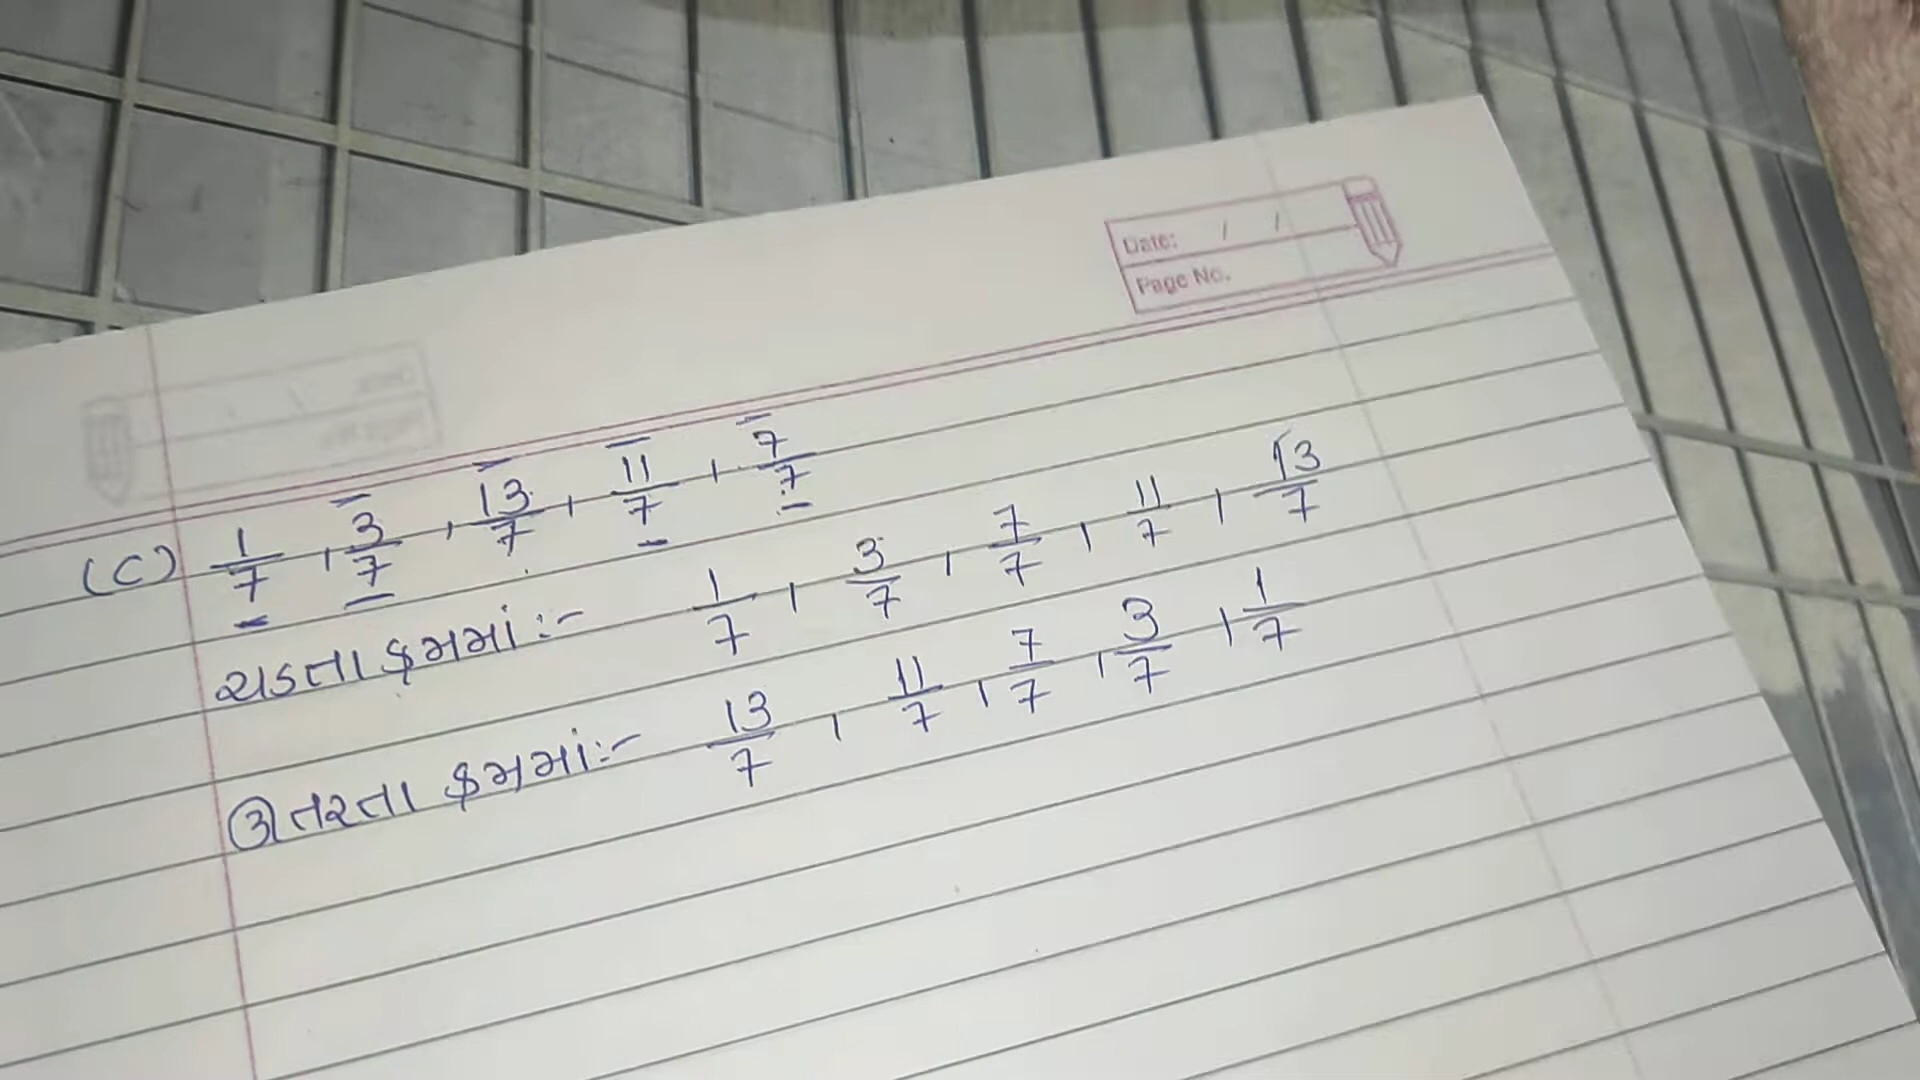 Date: / /
Page No.
(C) 1/7, 3/7, 13/7, 11/7, 7/7
ચડતા ક્રમમાં:- 1/7, 3/7, 7/7, 11/7, 13/7
ઊતરતા ક્રમમાં:- 13/7, 11/7, 7/7, 3/7, 1/7